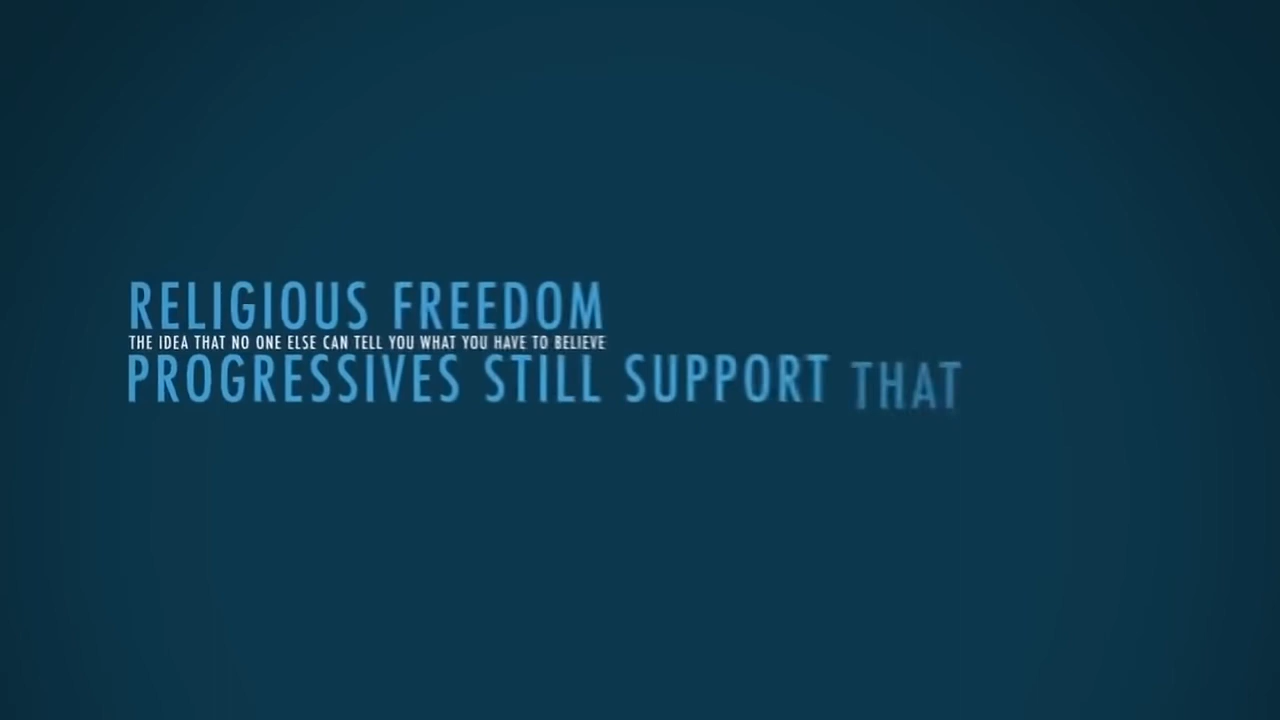 RELIGIOUS FREEDOM
THE IDEA THAT NO ONE ELSE CAN TELL YOU WHAT YOU HAVE TO BELIEVE
PROGRESSIVES STILL SUPPORT THAT